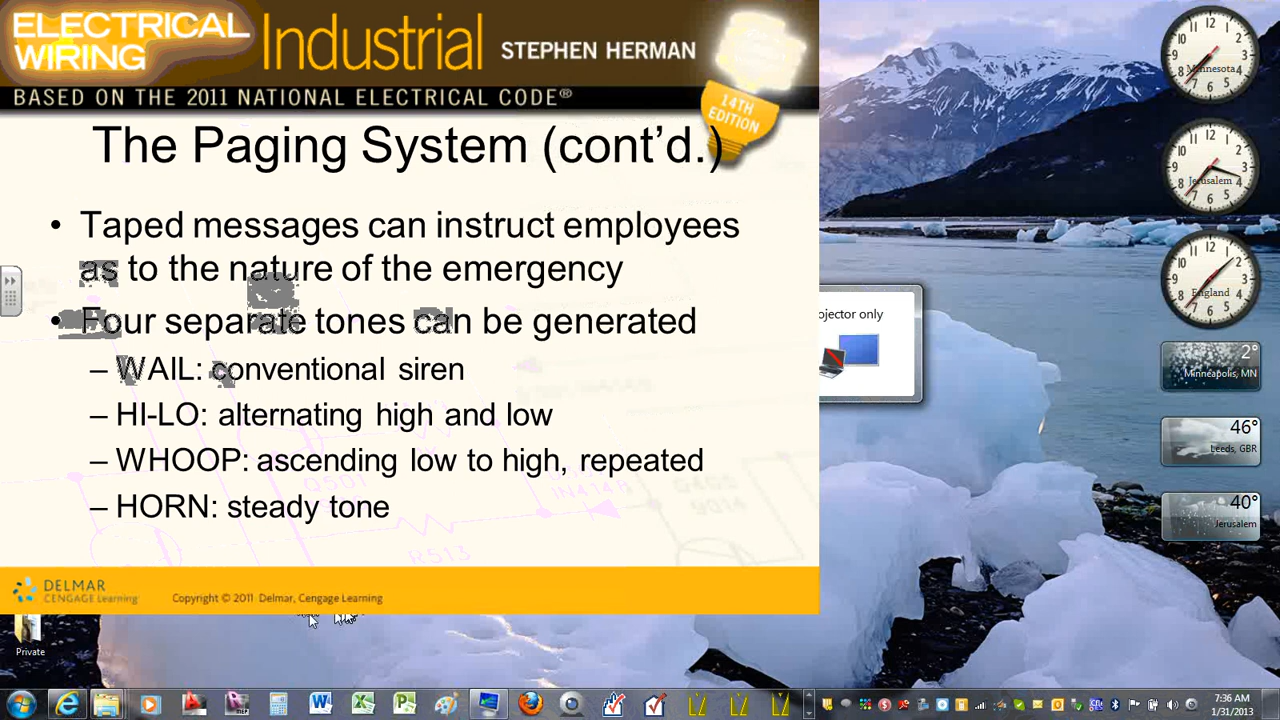 ELECTRICAL
WIRING
Industrial
STEPHEN HERMAN
BASED ON THE 2011 NATIONAL ELECTRICAL CODE®
14TH
EDITION
The Paging System (cont'd.)
• Taped messages can instruct employees
as to the nature of the emergency
• Four separate tones can be generated
– WAIL: conventional siren
– HI-LO: alternating high and low
– WHOOP: ascending low to high, repeated
– HORN: steady tone
Q501
IN4148
R513
DELMAR
CENGAGE Learning
Copyright © 2011 Delmar, Cengage Learning
ojector only
Minnesota
Jerusalem
England
2°
Minneapolis, MN
46°
Leeds, GBR
40°
Jerusalem
Private
7:36 AM
1/31/2013